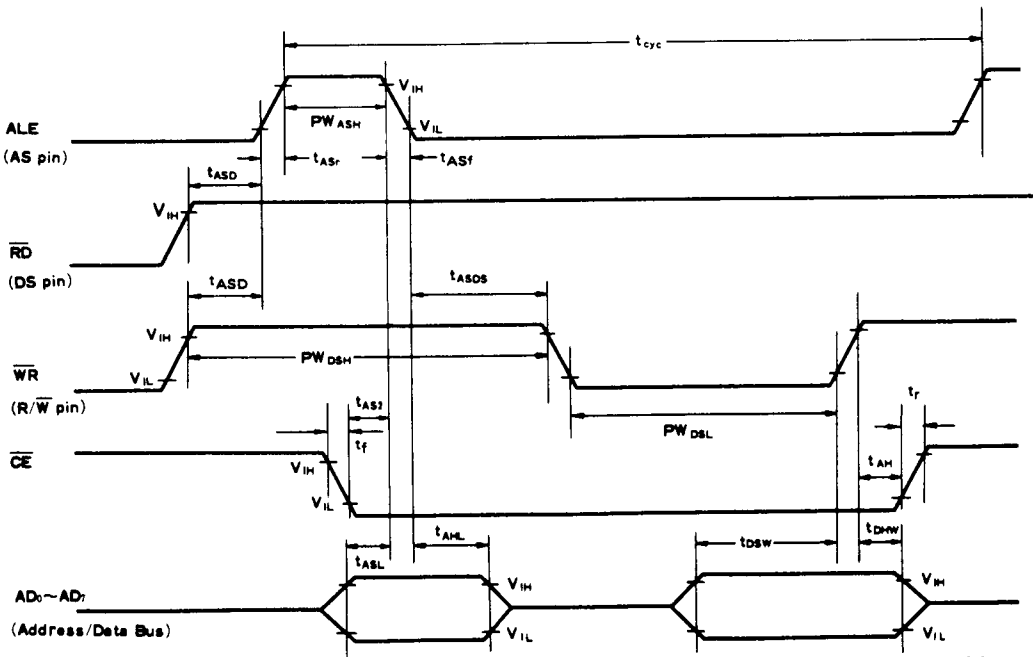 tcyc
ALE
(AS pin)
VIH
PWASH
VIL
tASr
tASf
tASD
VIH
RD
(DS pin)
tASD
tASDS
VIH
PWDSH
WR
VIL
(R/W pin)
tAS2
tr
PWDSL
CE
tf
VIH
tAH
VIL
tAHL
tDSW
tDHW
tASL
VIH
VIH
AD0~AD7
(Address/Data Bus)
VIL
VIL